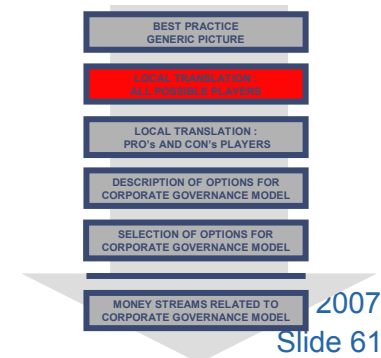 BEST PRACTICE
GENERIC PICTURE
LOCAL TRANSLATION :
ALL POSSIBLE PLAYERS
LOCAL TRANSLATION :
PRO's AND CON's PLAYERS
DESCRIPTION OF OPTIONS FOR
CORPORATE GOVERNANCE MODEL
SELECTION OF OPTIONS FOR
CORPORATE GOVERNANCE MODEL
MONEY STREAMS RELATED TO
CORPORATE GOVERNANCE MODEL
2007
Slide 61